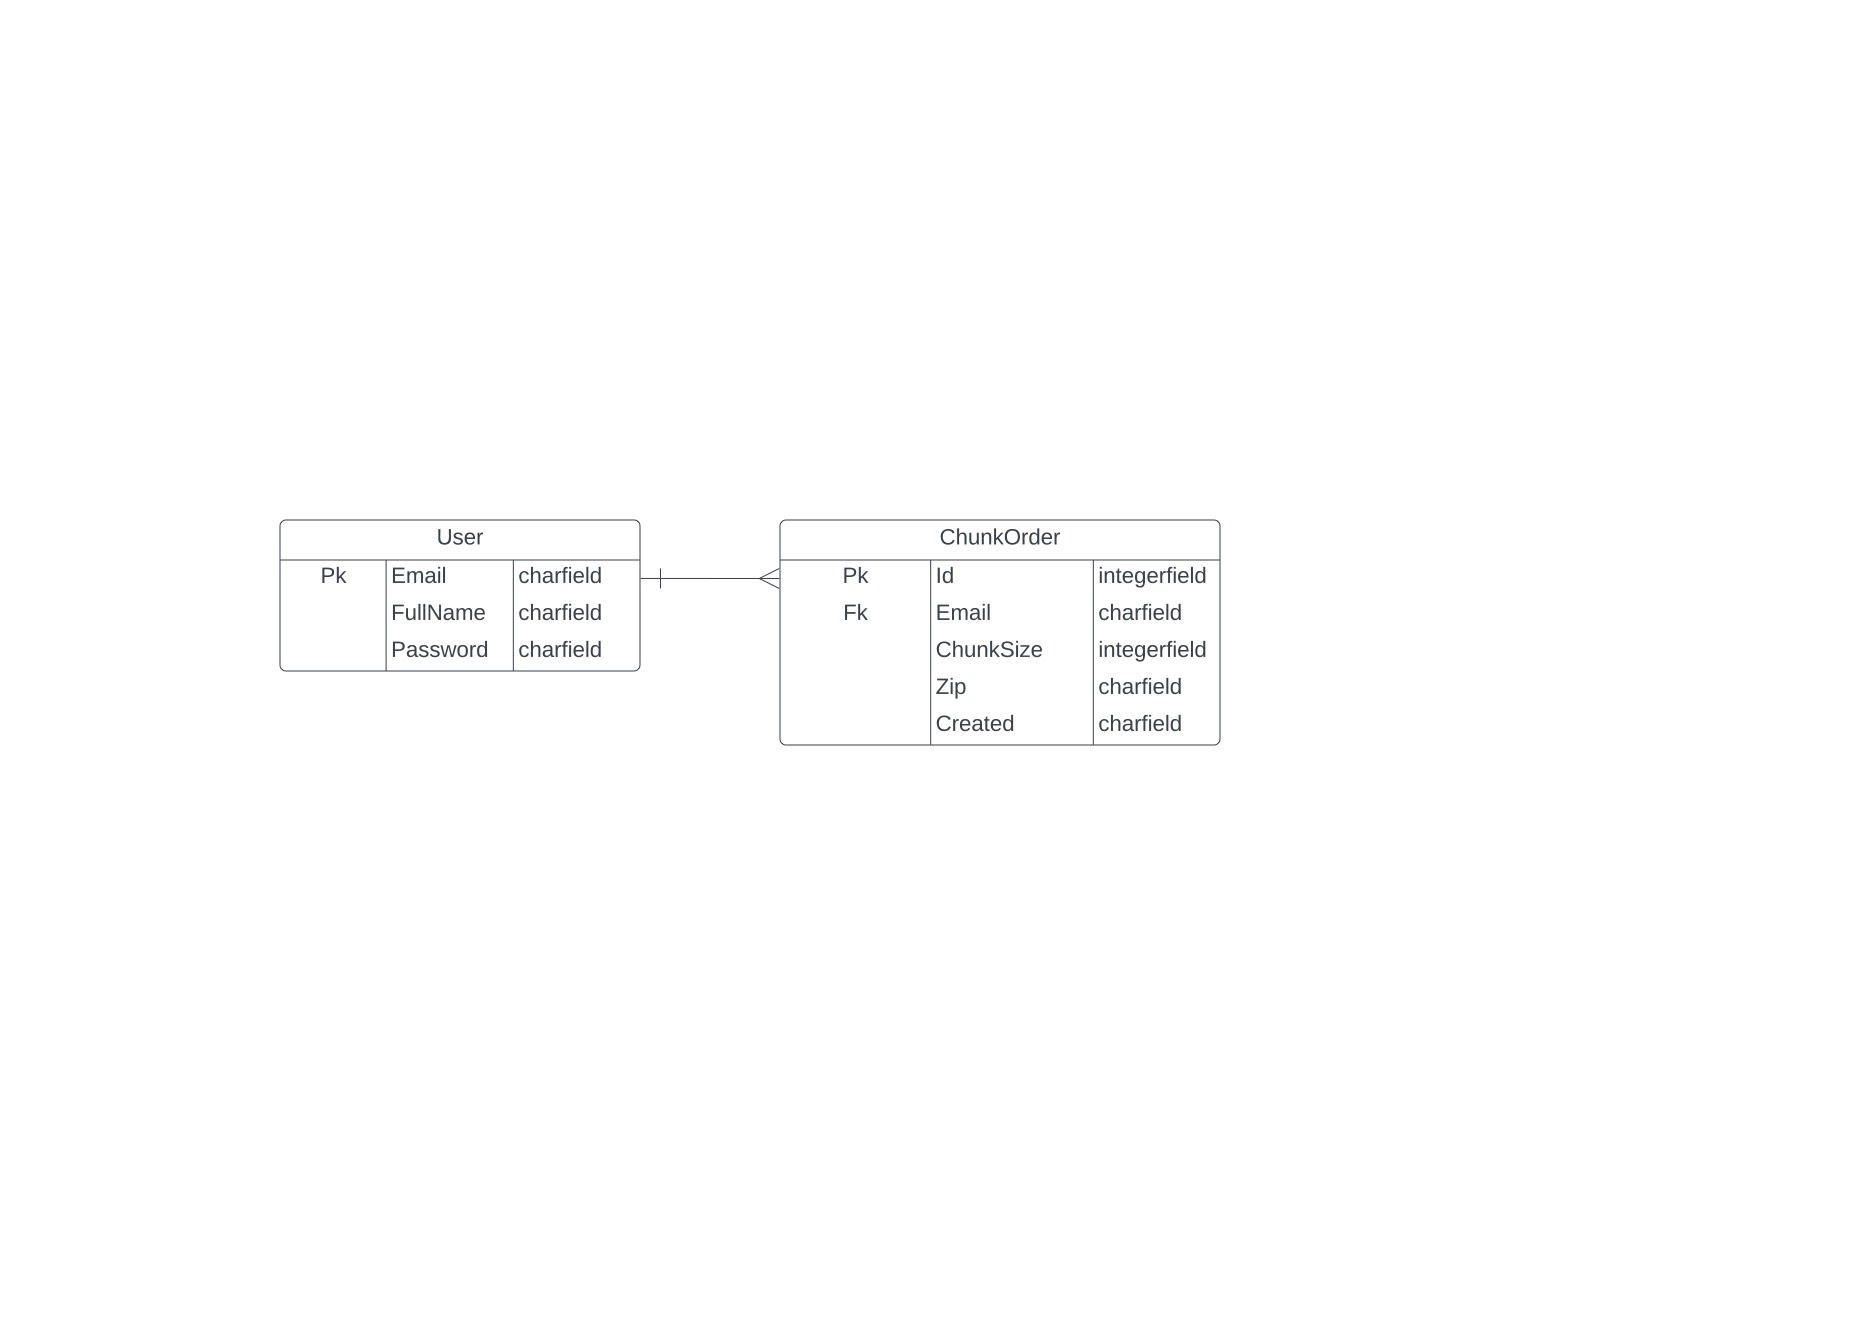 User
Pk Email charfield
FullName charfield
Password charfield
ChunkOrder
Pk Id integerfield
Fk Email charfield
ChunkSize integerfield
Zip charfield
Created charfield